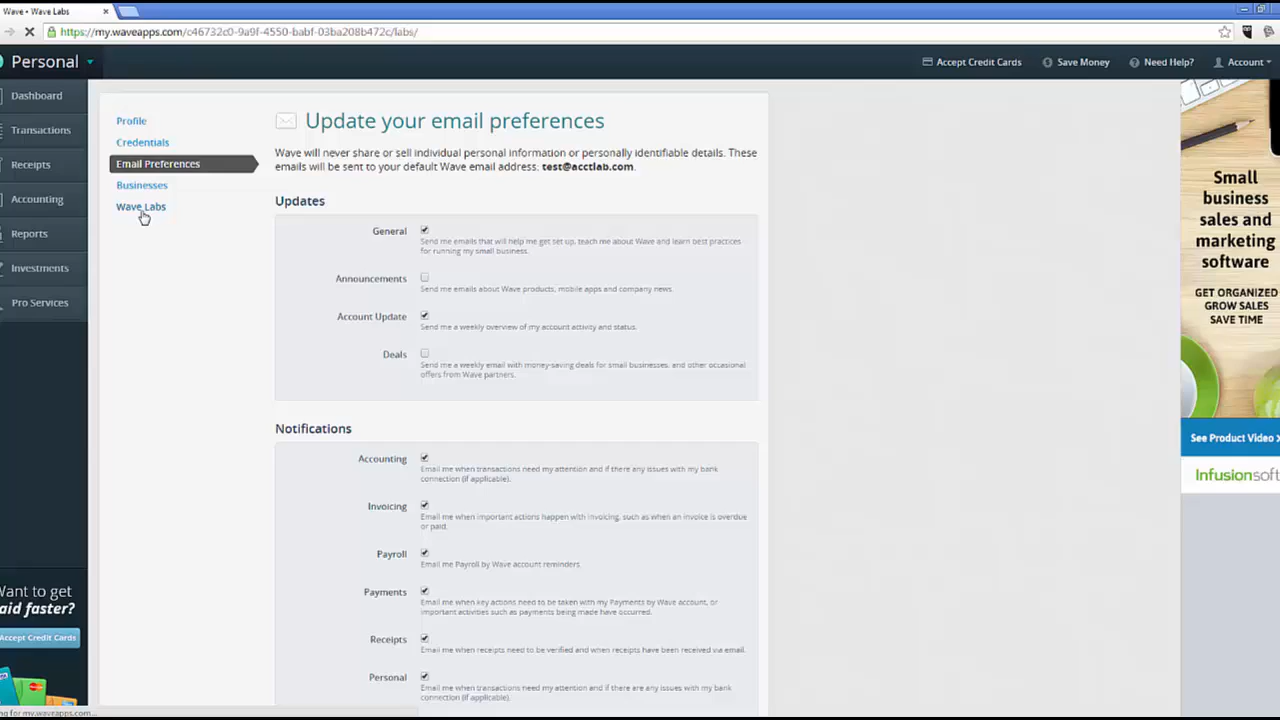 Wave • Wave Labs
https://my.waveapps.com/c46732c0-9a9f-4550-babf-03ba208b472c/labs/
Personal
Accept Credit Cards
Save Money
Need Help?
Account
Dashboard
Transactions
Receipts
Accounting
Reports
Investments
Pro Services
Profile
Credentials
Email Preferences
Businesses
Wave Labs
Update your email preferences
Wave will never share or sell individual personal information or personally identifiable details. These
emails will be sent to your default Wave email address, test@acctlab.com.
Updates
General
Send me emails that will help me get set up, teach me about Wave and learn best practices
for running my small business.
Announcements
Send me emails about Wave products, mobile apps and company news.
Account Update
Send me a weekly overview of my account activity and status.
Deals
Send me a weekly email with money-saving deals for small businesses, and other occasional
offers from Wave partners.
Notifications
Accounting
Email me when transactions need my attention and if there any issues with my bank
connection (if applicable).
Invoicing
Email me when important actions happen with invoicing, such as when an invoice is overdue
or paid.
Payroll
Email me Payroll by Wave account reminders.
Payments
Email me when key actions need to be taken with my Payments by Wave account, or
important activities such as payments being made have occurred.
Receipts
Email me when receipts need to be verified and when receipts have been received via email.
Personal
Email me when transactions need my attention and if there are any issues with my bank
connection (if applicable).
Small
business
sales and
marketing
software
GET ORGANIZED
GROW SALES
SAVE TIME
See Product Video
Infusionsoft
Want to get
aid faster?
Accept Credit Cards
ng for my.waveapps.com...